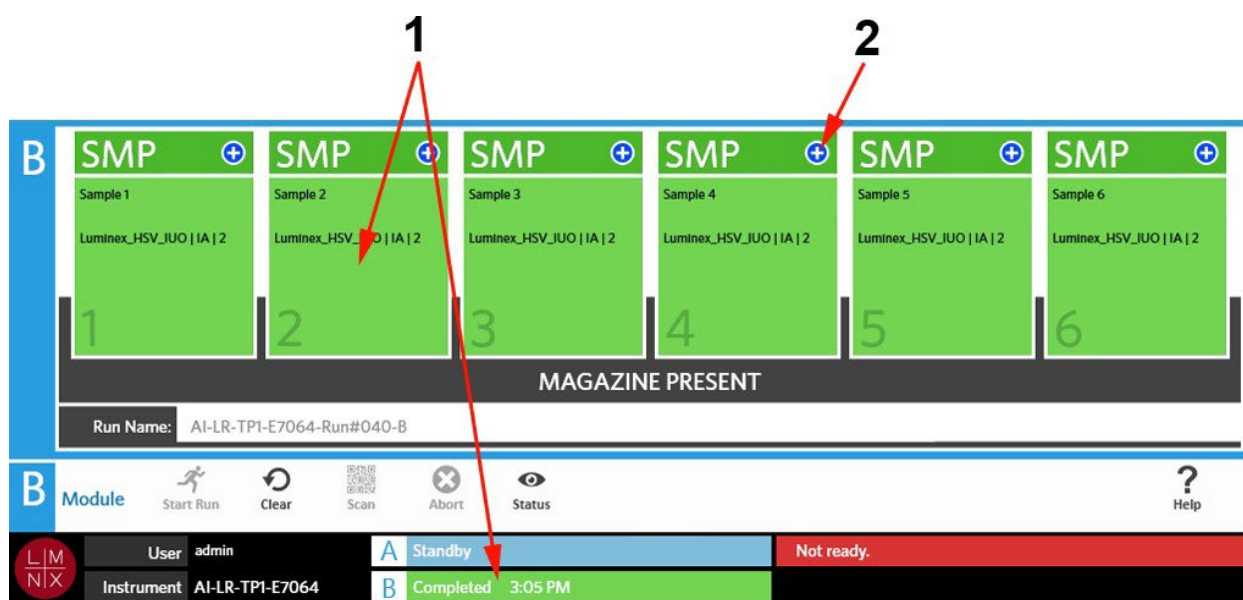 1 2
B SMP SMP SMP SMP SMP SMP
Sample 1 Sample 2 Sample 3 Sample 4 Sample 5 Sample 6
Luminex_HSV_IUO | IA | 2 Luminex_HSV_ O | IA | 2 Luminex_HSV_IUO | IA | 2 Luminex_HSV_IUO | IA | 2 Luminex_HSV_IUO | IA | 2 Luminex_HSV_IUO | IA | 2
1 2 3 4 5 6
MAGAZINE PRESENT
Run Name: AI-LR-TP1-E7064-Run#040-B
B Module Start Run Clear Scan Abort Status ? Help
LM User admin A Standby Not ready.
NX Instrument AI-LR-TP1-E7064 B Completed 3:05 PM